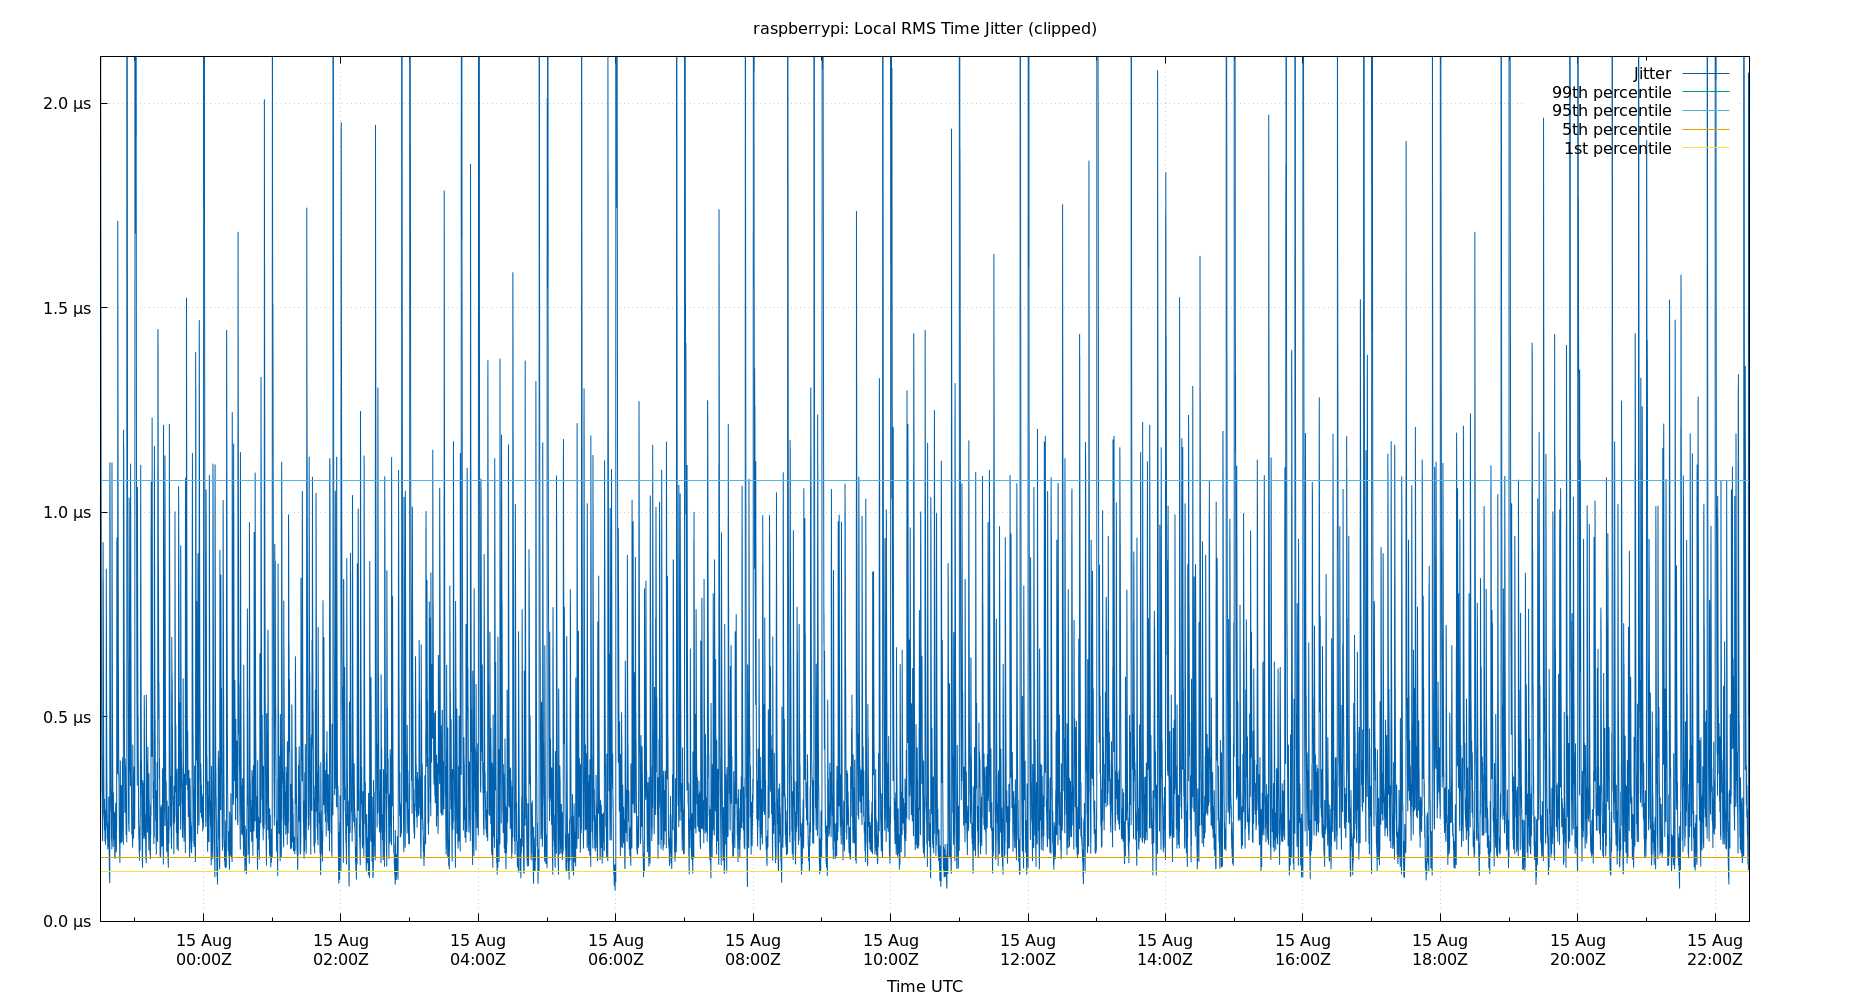 raspberrypi: Local RMS Time Jitter (clipped)
Jitter
99th percentile
95th percentile
5th percentile
1st percentile
2.0 µs
1.5 µs
1.0 µs
0.5 µs
0.0 µs
15 Aug 15 Aug 15 Aug 15 Aug 15 Aug 15 Aug 15 Aug 15 Aug 15 Aug 15 Aug 15 Aug 15 Aug
00:00Z 02:00Z 04:00Z 06:00Z 08:00Z 10:00Z 12:00Z 14:00Z 16:00Z 18:00Z 20:00Z 22:00Z
Time UTC